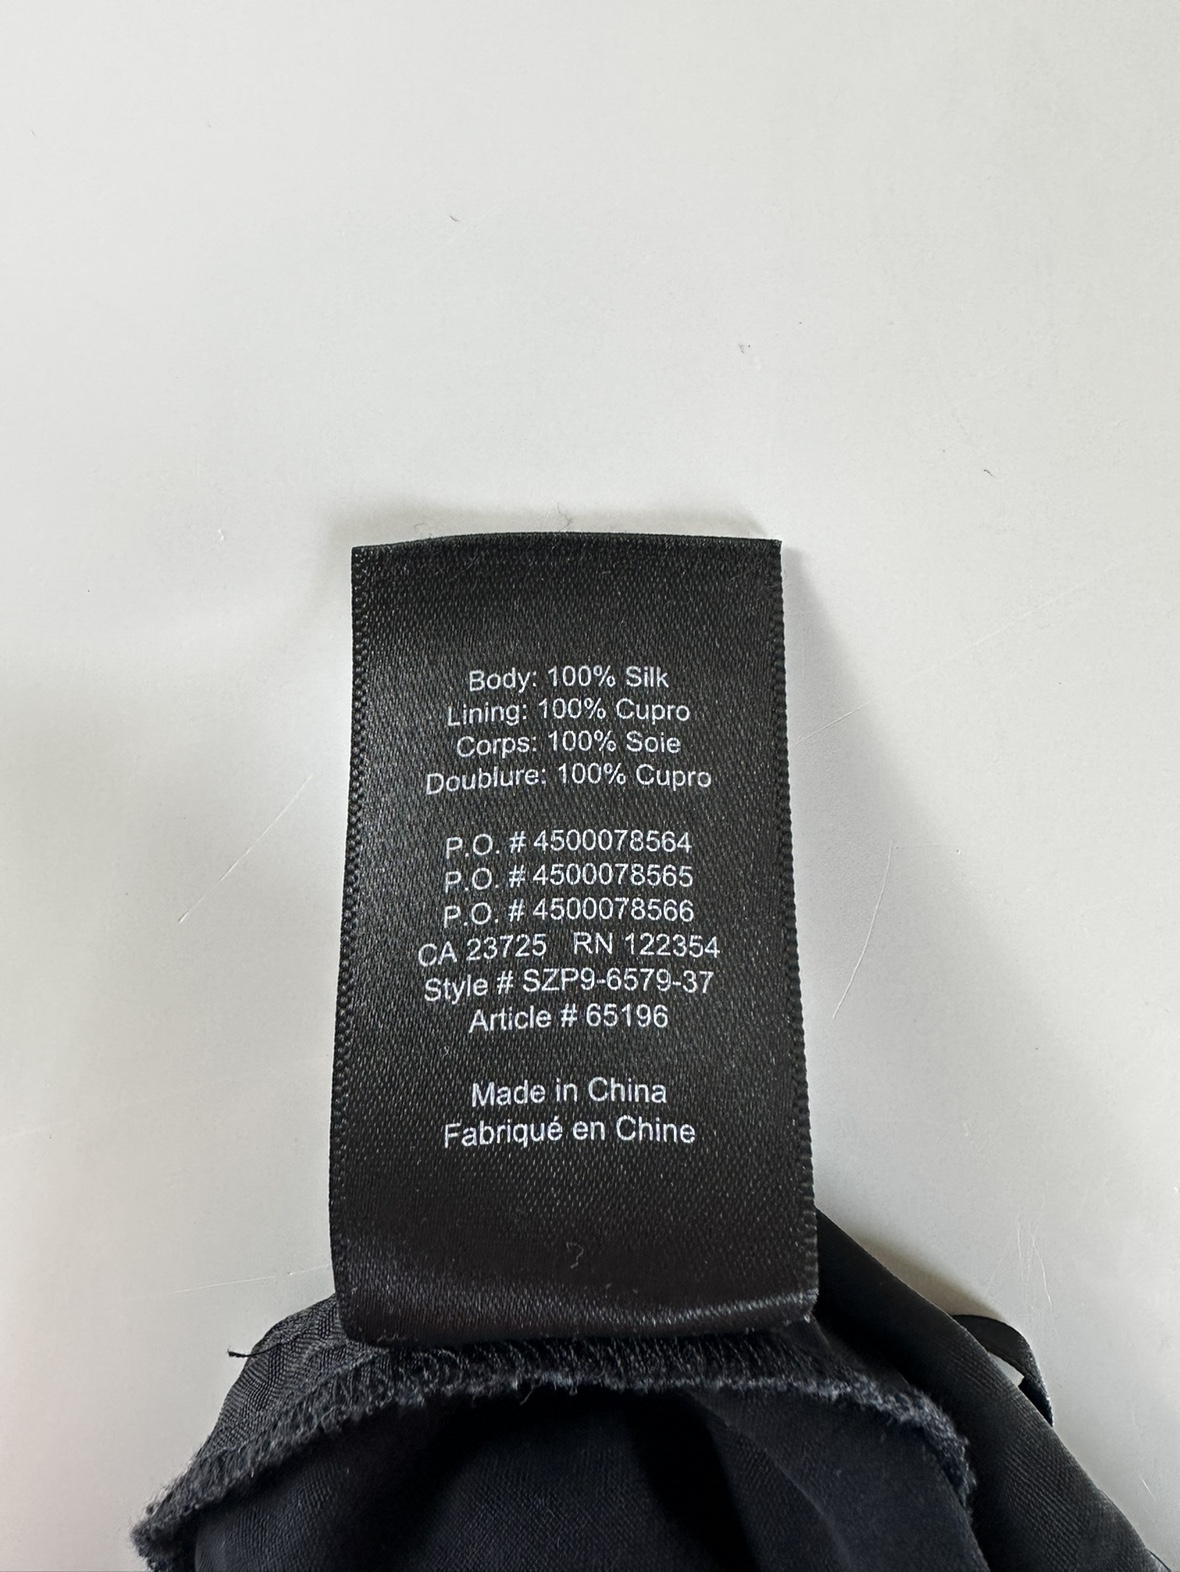 Body: 100% Silk
Lining: 100% Cupro
Corps: 100% Soie
Doublure: 100% Cupro
P.O. # 4500078564
P.O. # 4500078565
P.O. # 4500078566
CA 23725 RN 122354
Style # SZP9-6579-37
Article # 65196
Made in China
Fabriqué en Chine